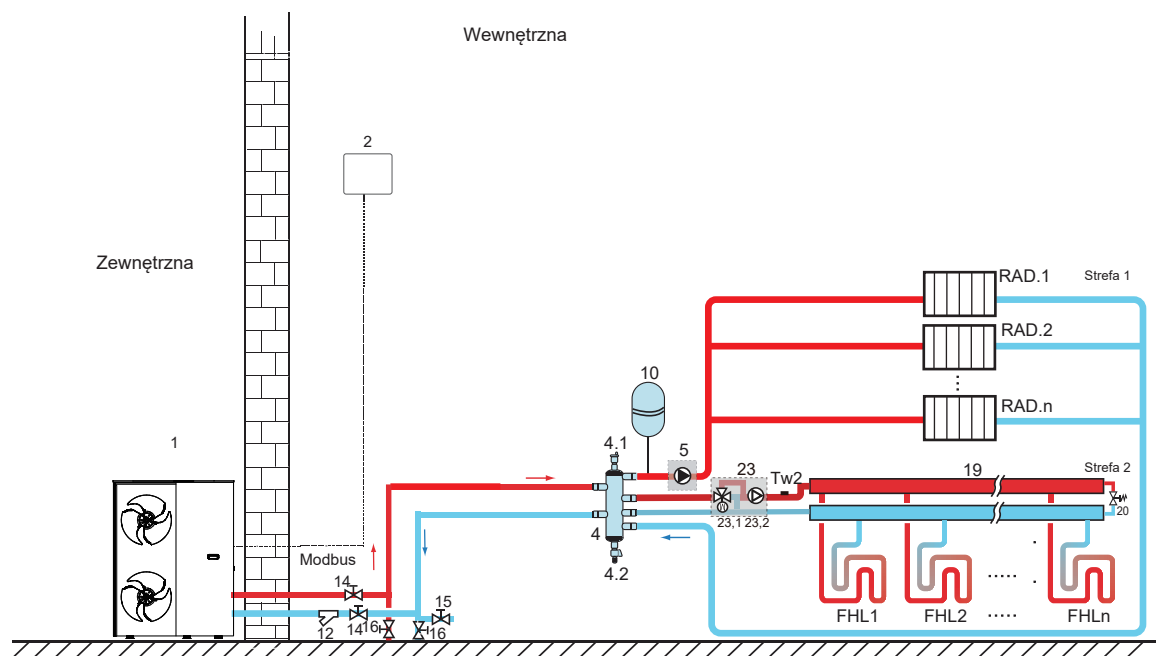 Wewnętrzna
2
Zewnętrzna
RAD.1
Strefa 1
RAD.2
10
RAD.n
1
4.1
5
23
Tw2
19
Strefa 2
4
23,1 23,2
20
Modbus
4.2
14
15
12
14
16
16
FHL1
FHL2
FHLn